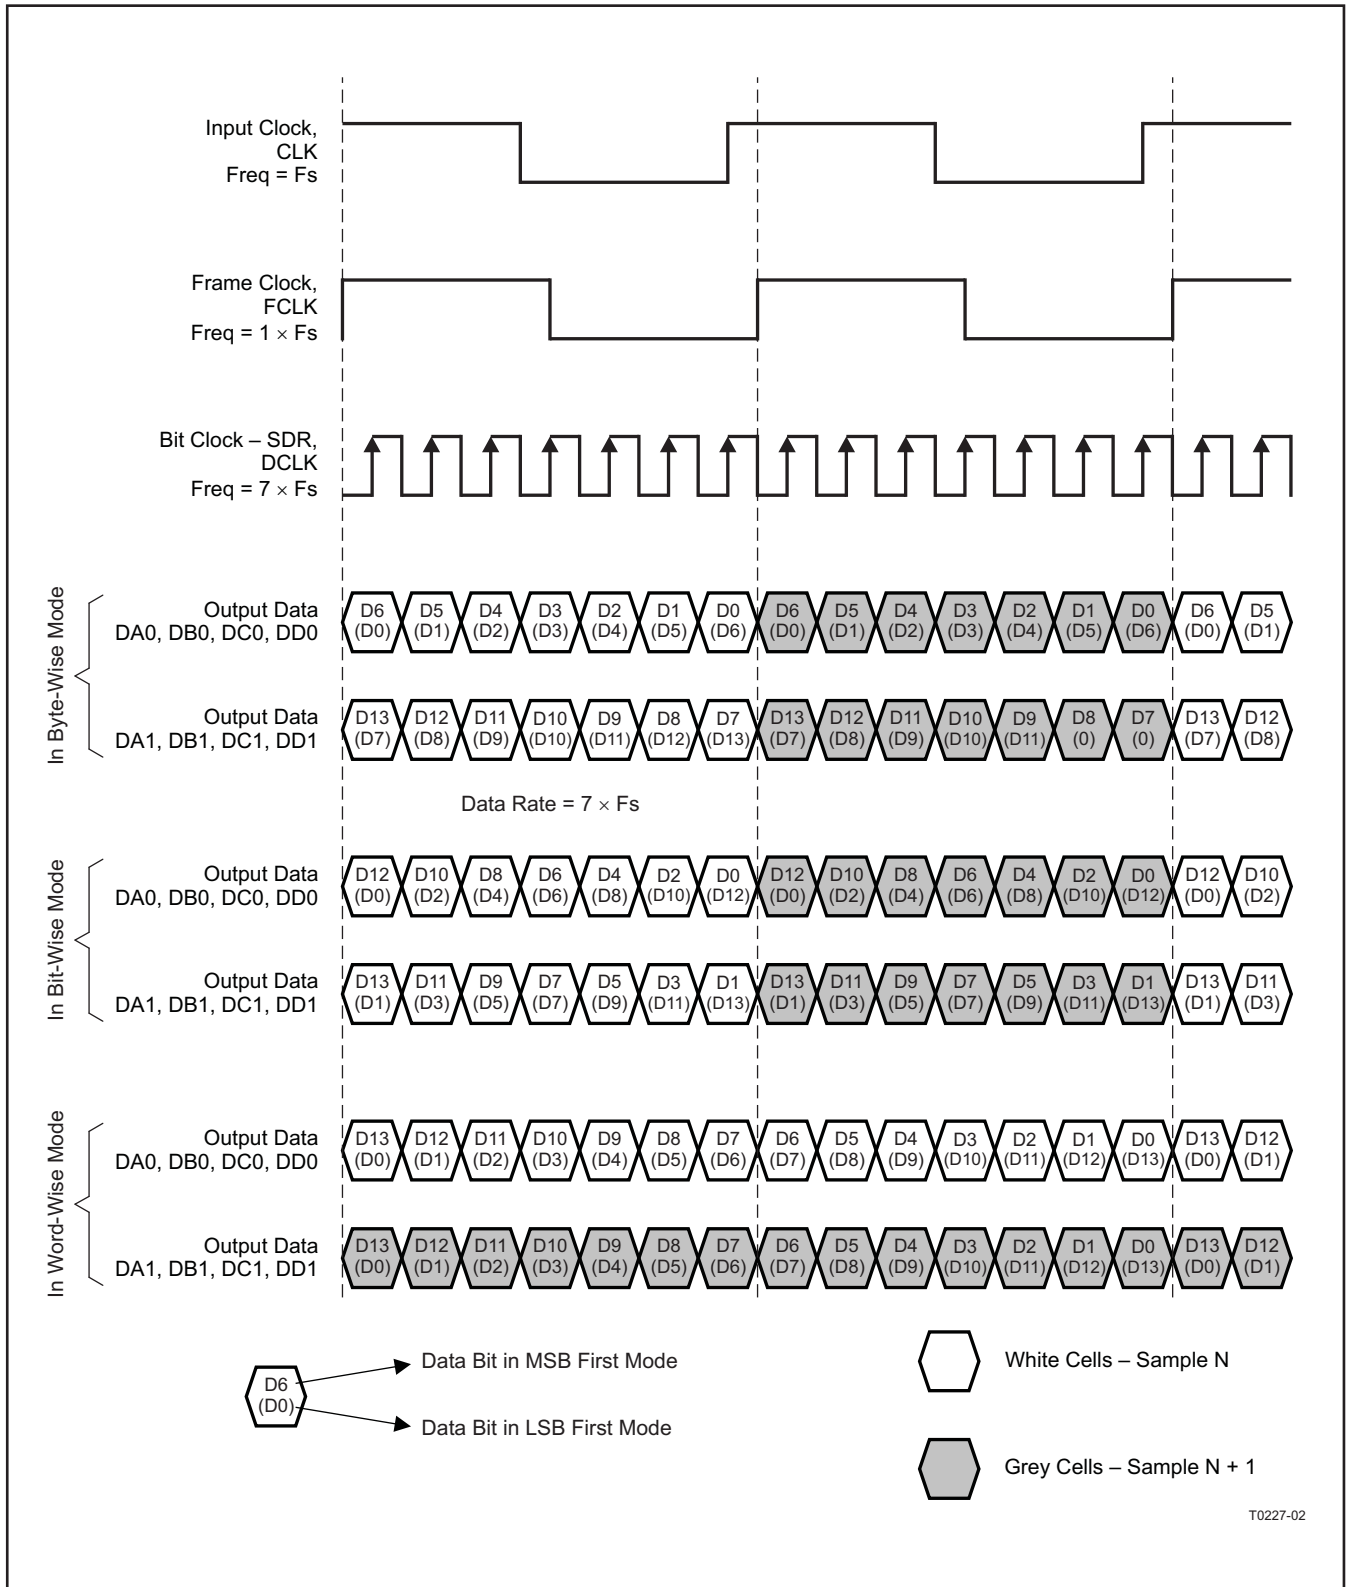 Input Clock,
CLK
Freq = Fs
Frame Clock,
FCLK
Freq = 1 × Fs
Bit Clock – SDR,
DCLK
Freq = 7 × Fs
In Byte-Wise Mode
Output Data
DA0, DB0, DC0, DD0
D6 D5 D4 D3 D2 D1 D0 D6 D5 D4 D3 D2 D1 D0 D6 D5
(D0) (D1) (D2) (D3) (D4) (D5) (D6) (D0) (D1) (D2) (D3) (D4) (D5) (D6) (D0) (D1)
Output Data
DA1, DB1, DC1, DD1
D13 D12 D11 D10 D9 D8 D7 D13 D12 D11 D10 D9 D8 D7 D13 D12
(D7) (D8) (D9) (D10) (D11) (D12) (D13) (D7) (D8) (D9) (D10) (D11) (0) (0) (D7) (D8)
Data Rate = 7 × Fs
In Bit-Wise Mode
Output Data
DA0, DB0, DC0, DD0
D12 D10 D8 D6 D4 D2 D0 D12 D10 D8 D6 D4 D2 D0 D12 D10
(D0) (D2) (D4) (D6) (D8) (D10) (D12) (D0) (D2) (D4) (D6) (D8) (D10) (D12) (D0) (D2)
Output Data
DA1, DB1, DC1, DD1
D13 D11 D9 D7 D5 D3 D1 D13 D11 D9 D7 D5 D3 D1 D13 D11
(D1) (D3) (D5) (D7) (D9) (D11) (D13) (D1) (D3) (D5) (D7) (D9) (D11) (D13) (D1) (D3)
In Word-Wise Mode
Output Data
DA0, DB0, DC0, DD0
D13 D12 D11 D10 D9 D8 D7 D6 D5 D4 D3 D2 D1 D0 D13 D12
(D0) (D1) (D2) (D3) (D4) (D5) (D6) (D7) (D8) (D9) (D10) (D11) (D12) (D13) (D0) (D1)
Output Data
DA1, DB1, DC1, DD1
D13 D12 D11 D10 D9 D8 D7 D6 D5 D4 D3 D2 D1 D0 D13 D12
(D0) (D1) (D2) (D3) (D4) (D5) (D6) (D7) (D8) (D9) (D10) (D11) (D12) (D13) (D0) (D1)
D6
(D0)
Data Bit in MSB First Mode
Data Bit in LSB First Mode
White Cells – Sample N
Grey Cells – Sample N + 1
T0227-02